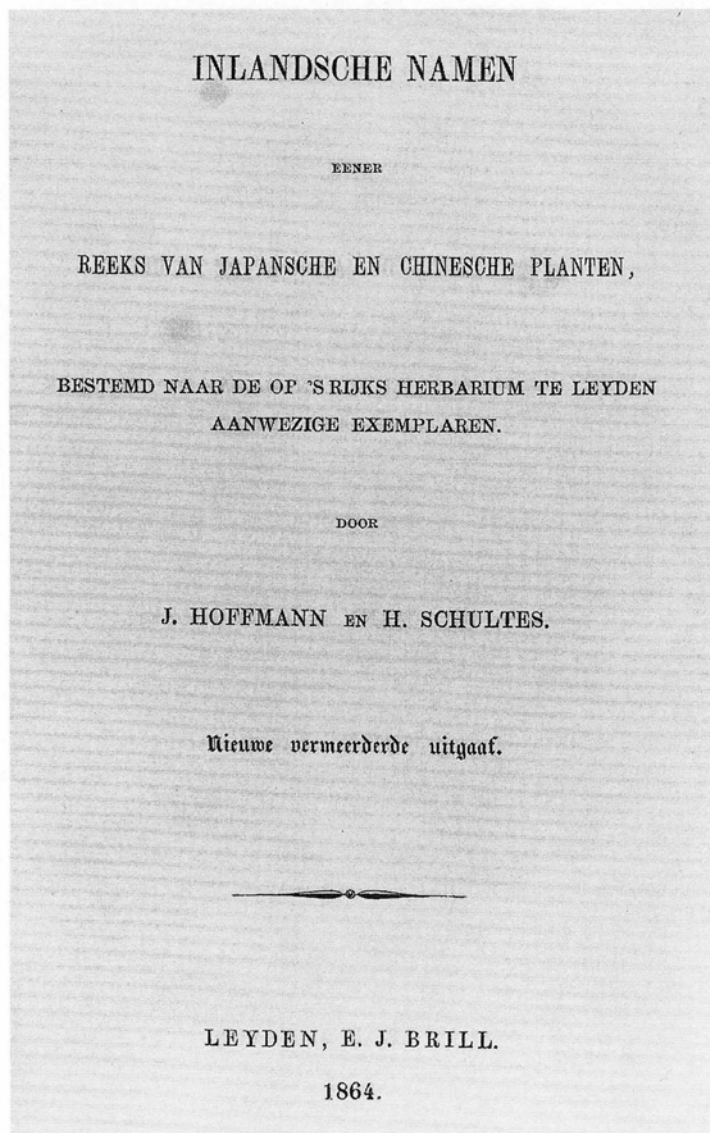 INLANDSCHE NAMEN
EENER
REEKS VAN JAPANSCHE EN CHINESCHE PLANTEN,
BESTEMD NAAR DE OP 'S RIJKS HERBARIUM TE LEYDEN
AANWEZIGE EXEMPLAREN.
DOOR
J. HOFFMANN EN H. SCHULTES.
Nieuwe vermeerderde uitgaaf.
LEYDEN, E. J. BRILL.
1864.